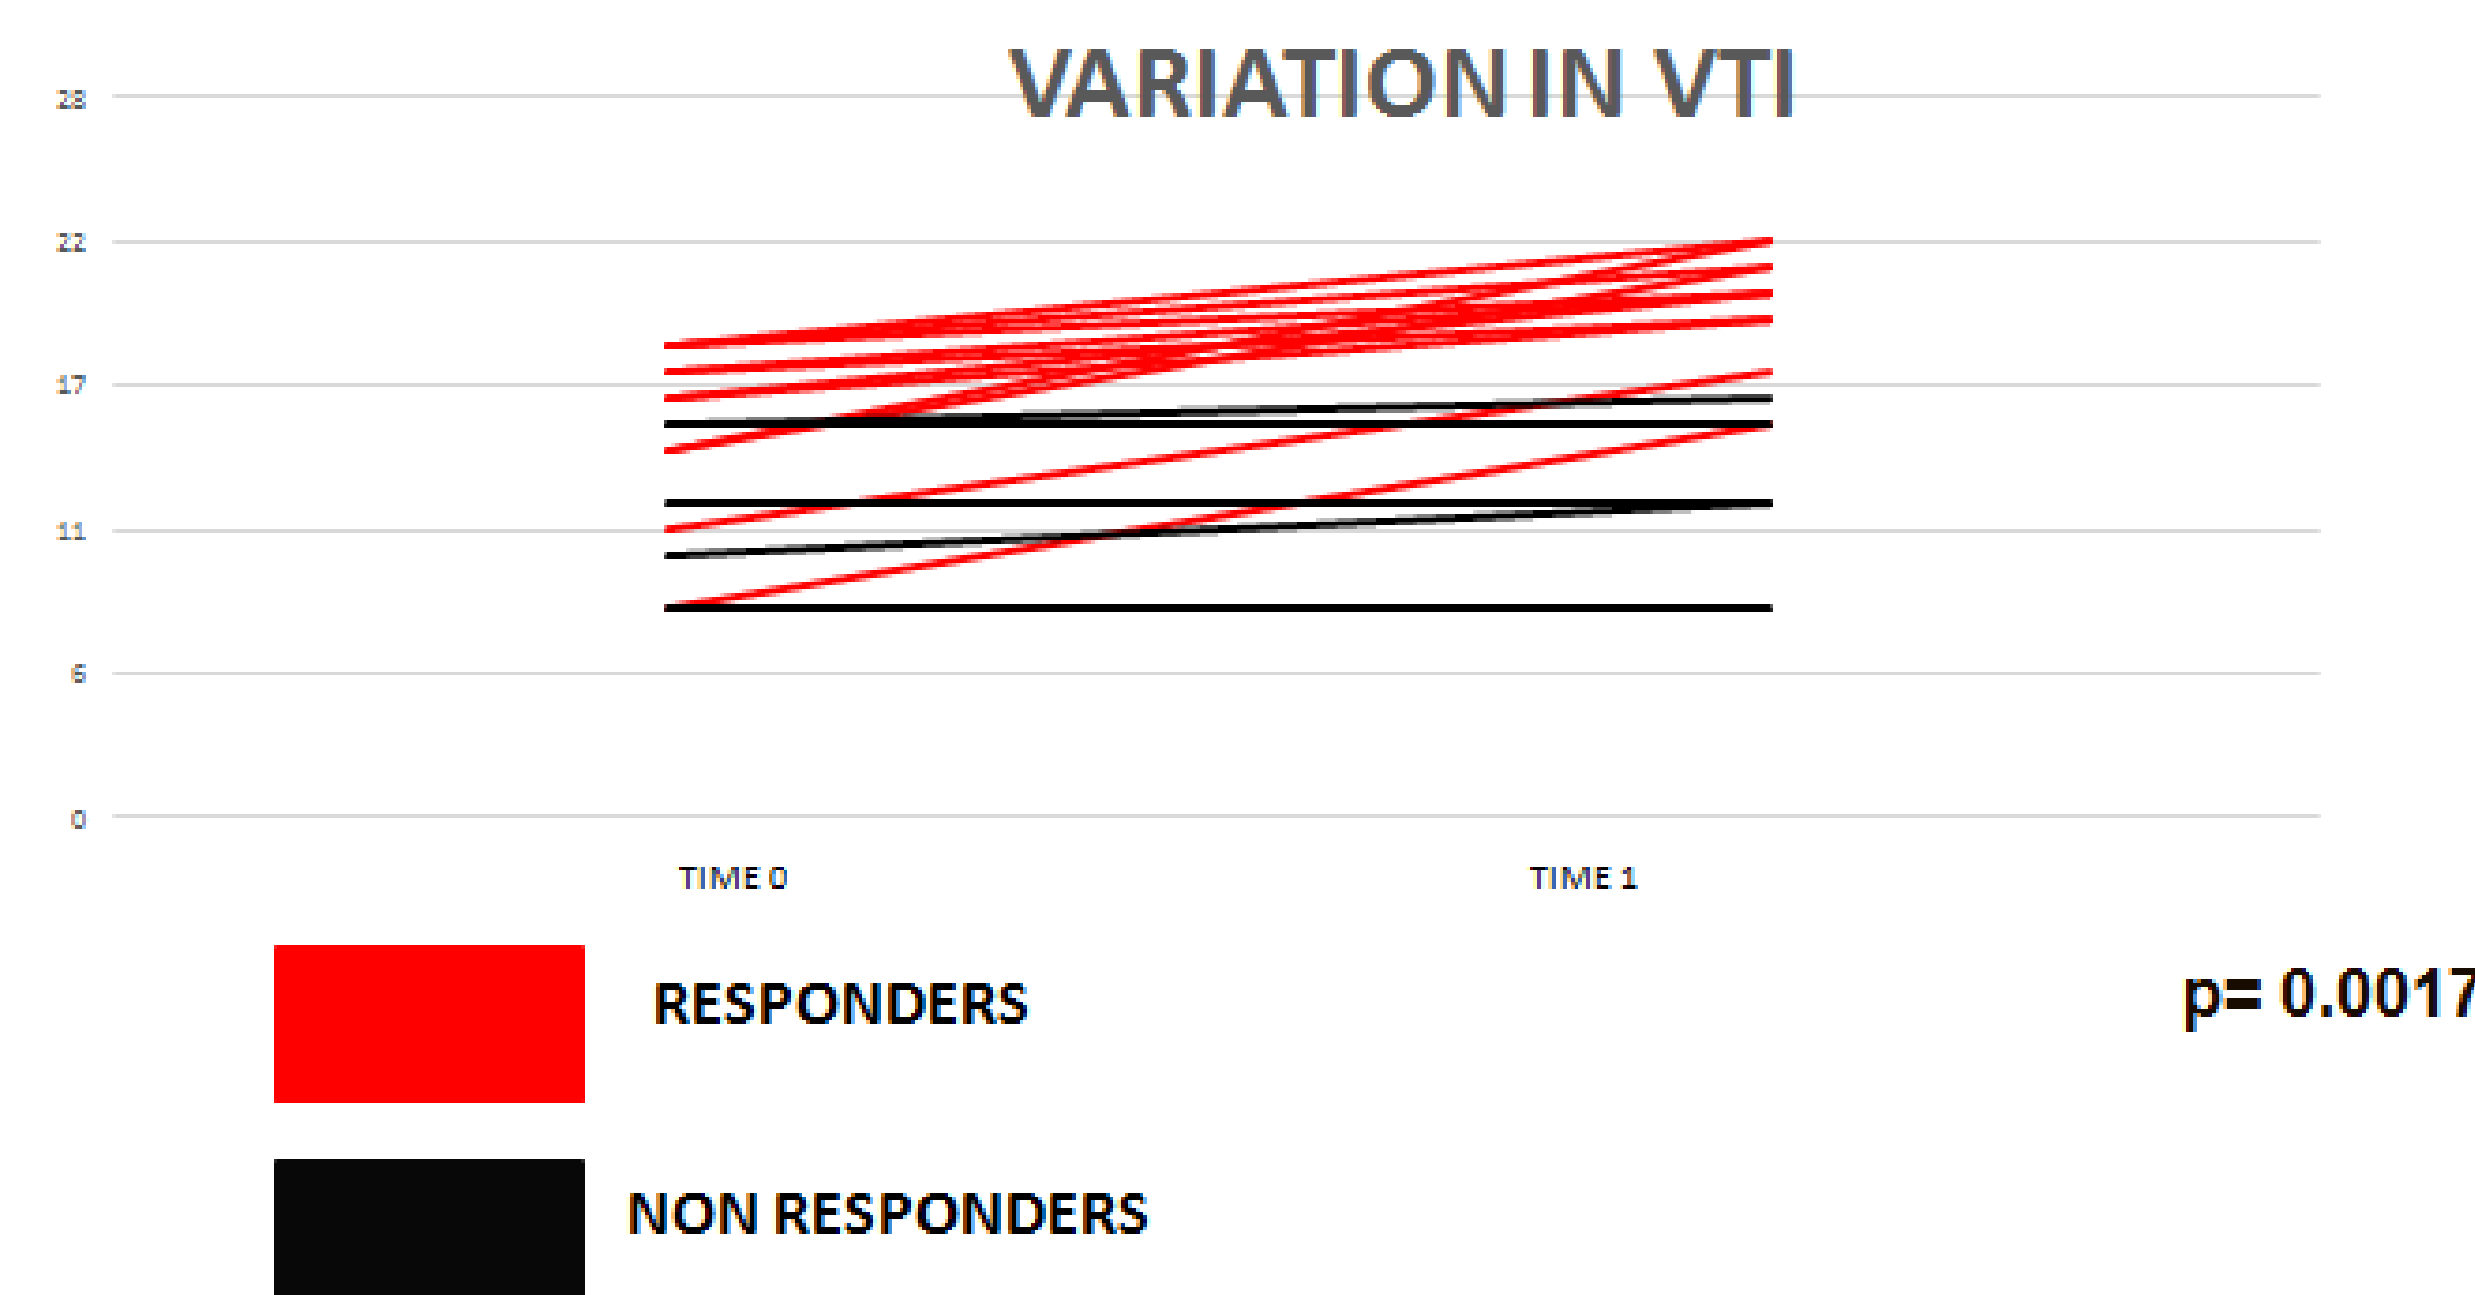 VARIATION IN VTI
28
22
17
11
6
0
TIME 0 TIME 1
RESPONDERS
p= 0.0017
NON RESPONDERS